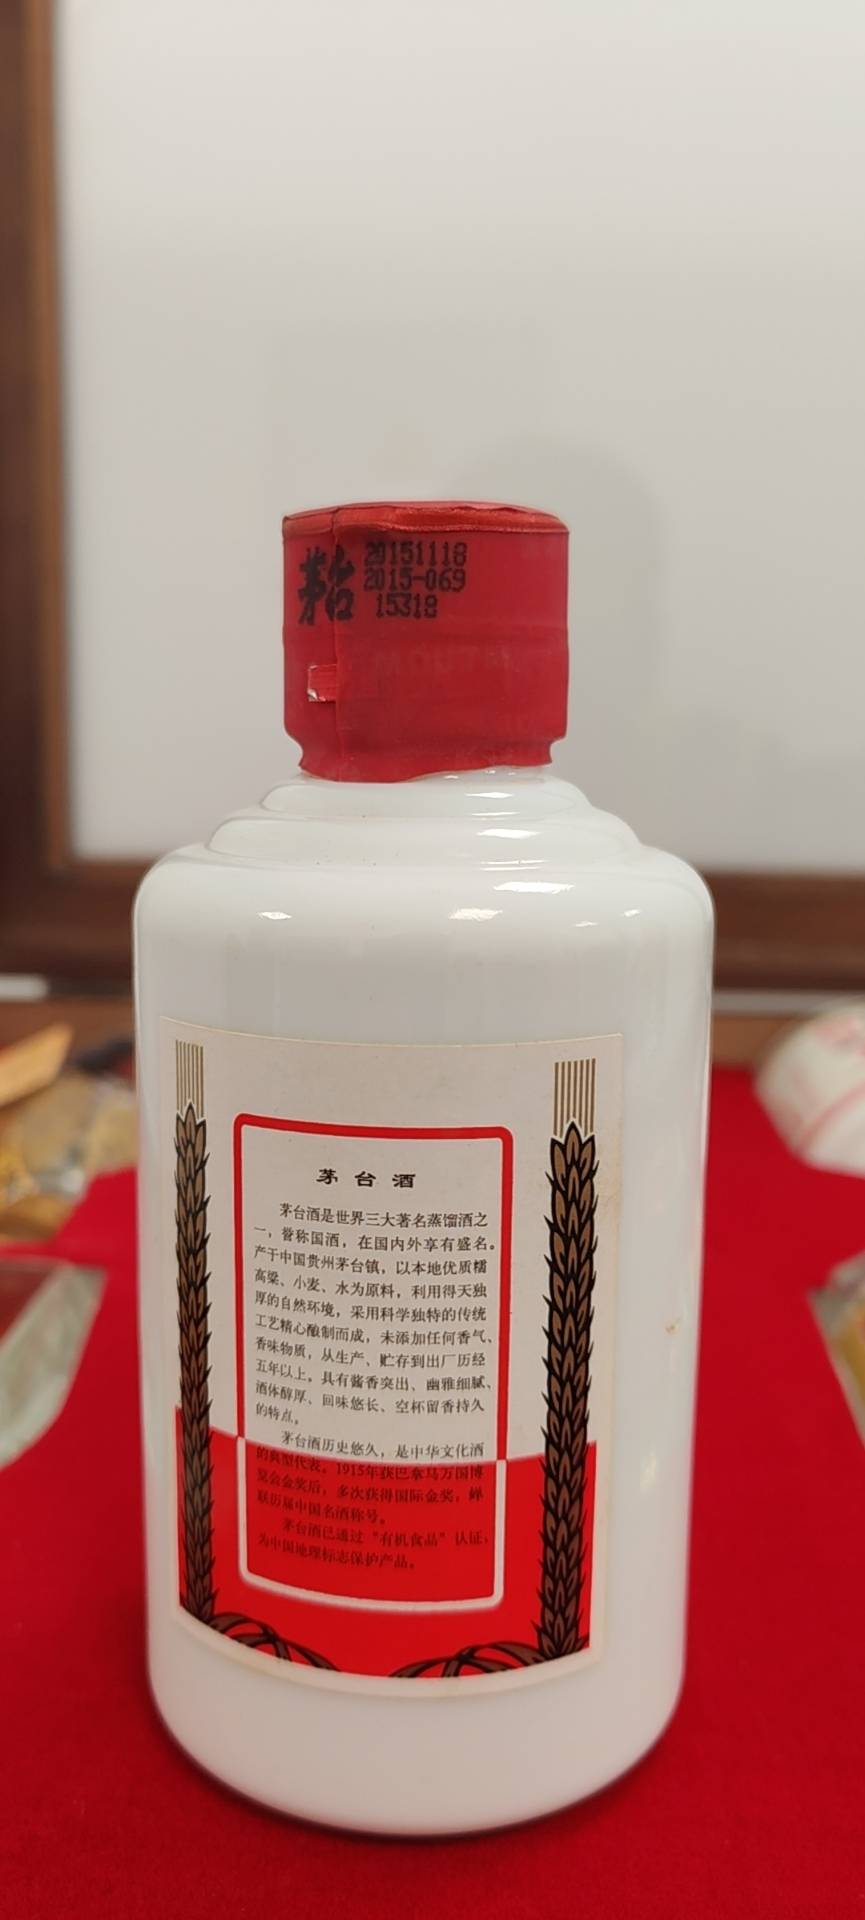 茅台
20151118
2015-069
15318
MOUTAI
茅台酒
茅台酒是世界三大著名蒸馏酒之
一，誉称国酒，在国内外享有盛名。
产于中国贵州茅台镇，以本地优质糯
高粱、小麦、水为原料，利用得天独
厚的自然环境，采用科学独特的传统
工艺精心酿制而成，未添加任何香气、
香味物质，从生产、贮存到出厂历经
五年以上。具有酱香突出、幽雅细腻、
酒体醇厚、回味悠长、空杯留香持久
的特点。
茅台酒历史悠久，是中华文化酒
的典型代表。1915年获巴拿马万国博
览会金奖后，多次获得国际金奖，蝉
联历届中国名酒称号。
茅台酒已通过“有机食品”认证，
为中国地理标志保护产品。